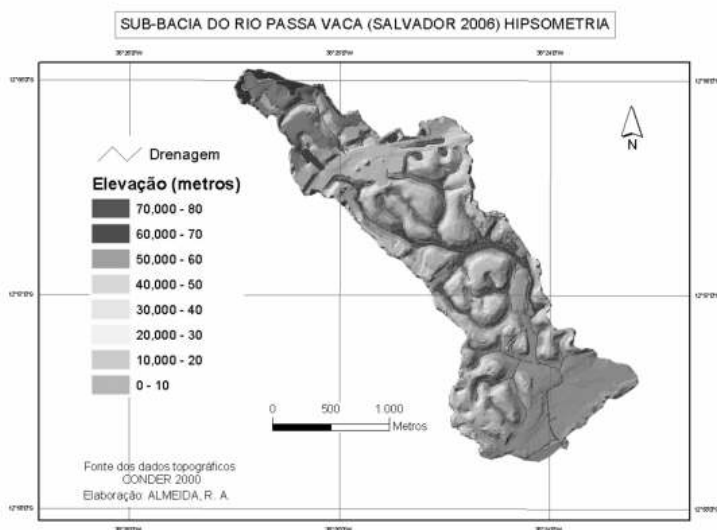 SUB-BACIA DO RIO PASSA VACA (SALVADOR 2006) HIPSOMETRIA
N
Drenagem
Elevação (metros)
70,000 - 80
60,000 - 70
50,000 - 60
40,000 - 50
30,000 - 40
20,000 - 30
10,000 - 20
0 - 10
0 500 1.000
Metros
Fonte dos dados topográficos
CONDER 2000
Elaboração: ALMEIDA, R. A.